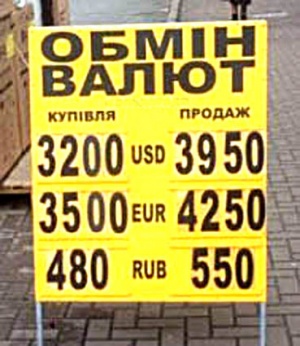 ОБМІН
ВАЛЮТ
КУПІВЛЯ ПРОДАЖ
3200 USD 3950
3500 EUR 4250
480 RUB 550